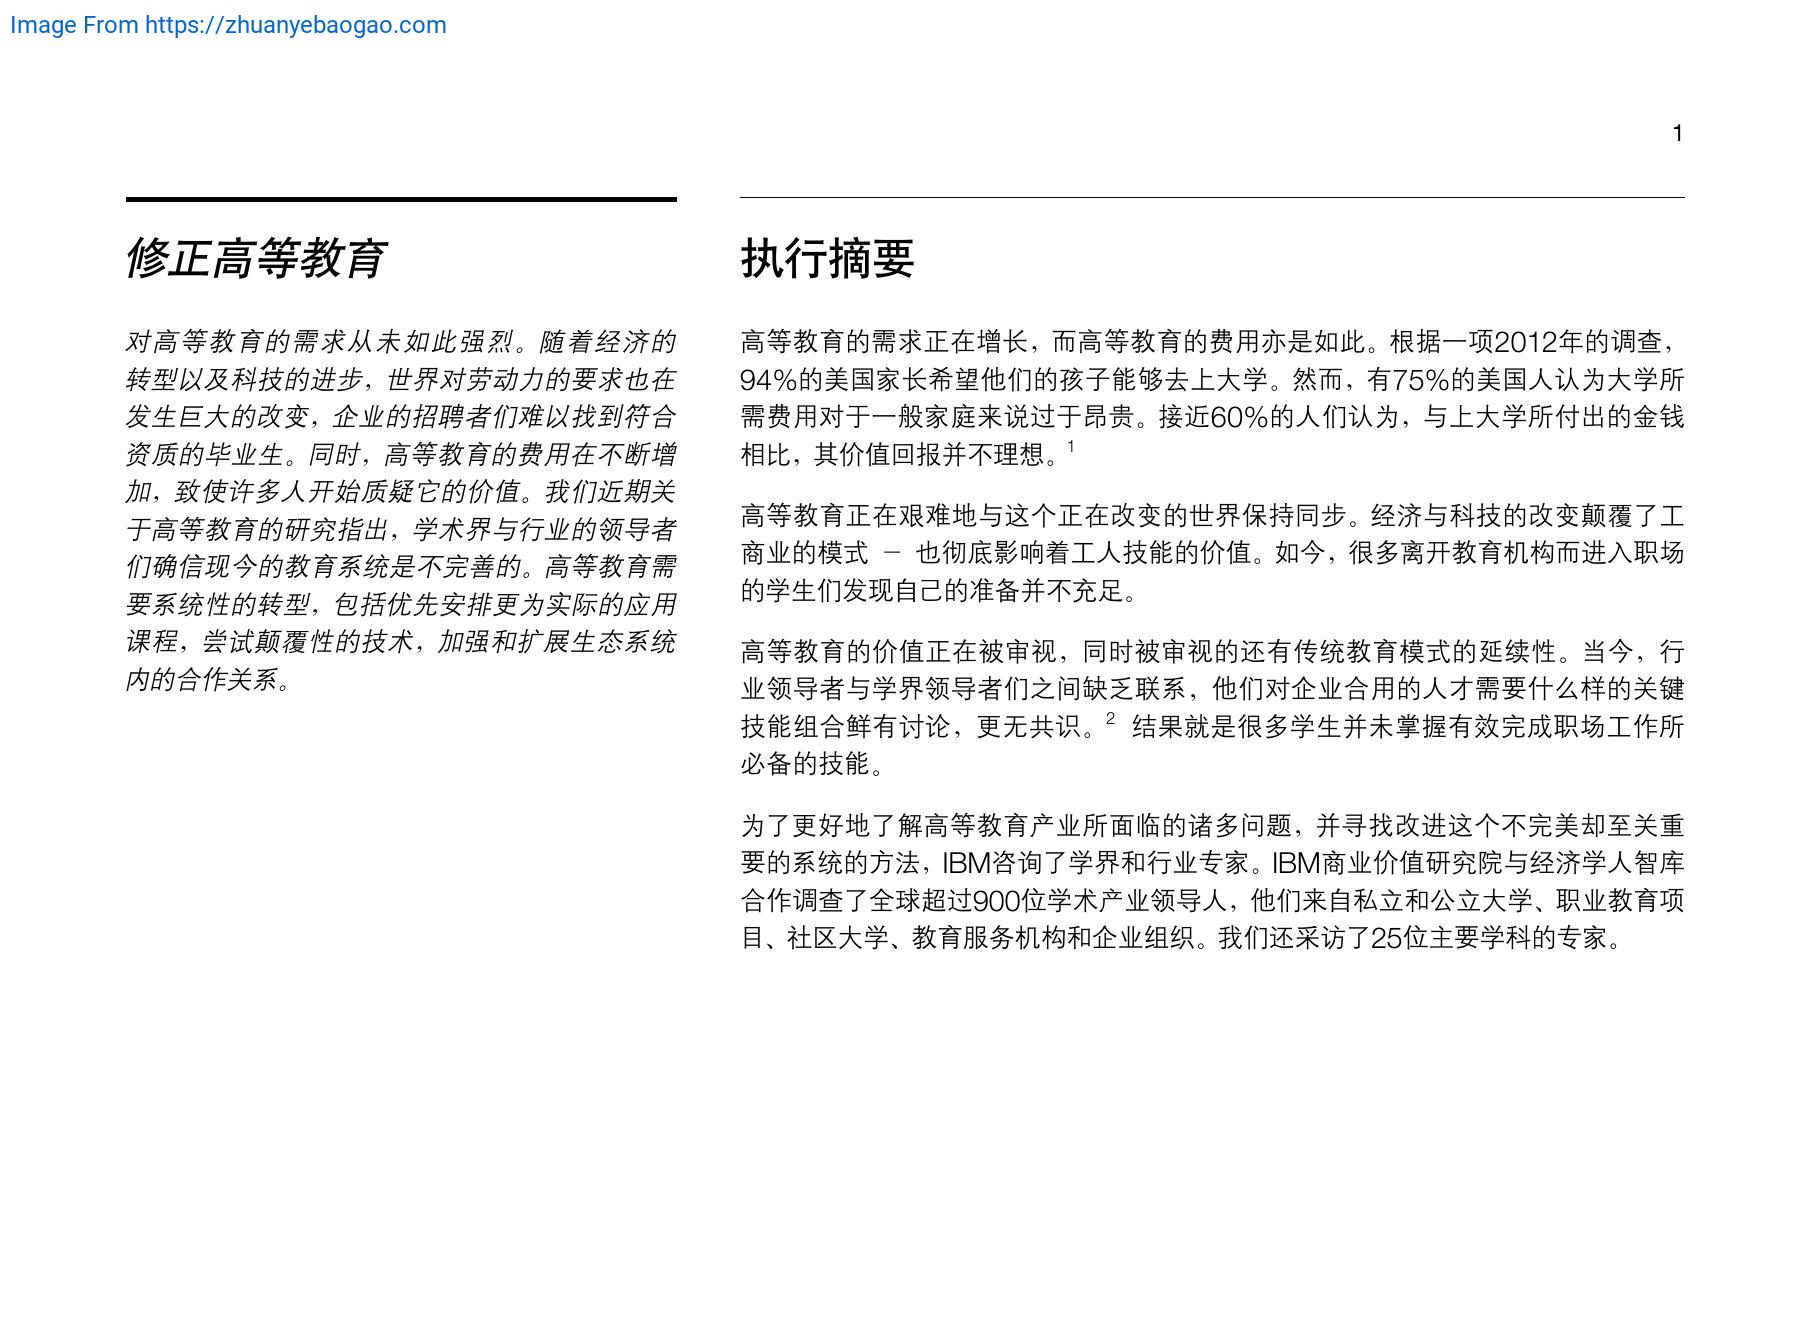 Image From https://zhuanyebaogao.com
1
修正高等教育
对高等教育的需求从未如此强烈。随着经济的
转型以及科技的进步，世界对劳动力的要求也在
发生巨大的改变，企业的招聘者们难以找到符合
资质的毕业生。同时，高等教育的费用在不断增
加，致使许多人开始质疑它的价值。我们近期关
于高等教育的研究指出，学术界与行业的领导者
们确信现今的教育系统是不完善的。高等教育需
要系统性的转型，包括优先安排更为实际的应用
课程，尝试颠覆性的技术，加强和扩展生态系统
内的合作关系。
执行摘要
高等教育的需求正在增长，而高等教育的费用亦是如此。根据一项2012年的调查，
94%的美国家长希望他们的孩子能够去上大学。然而，有75%的美国人认为大学所
需费用对于一般家庭来说过于昂贵。接近60%的人们认为，与上大学所付出的金钱
相比，其价值回报并不理想。1
高等教育正在艰难地与这个正在改变的世界保持同步。经济与科技的改变颠覆了工
商业的模式 － 也彻底影响着工人技能的价值。如今，很多离开教育机构而进入职场
的学生们发现自己的准备并不充足。
高等教育的价值正在被审视，同时被审视的还有传统教育模式的延续性。当今，行
业领导者与学界领导者们之间缺乏联系，他们对企业合用的人才需要什么样的关键
技能组合鲜有讨论，更无共识。2 结果就是很多学生并未掌握有效完成职场工作所
必备的技能。
为了更好地了解高等教育产业所面临的诸多问题，并寻找改进这个不完美却至关重
要的系统的方法，IBM咨询了学界和行业专家。IBM商业价值研究院与经济学人智库
合作调查了全球超过900位学术产业领导人，他们来自私立和公立大学、职业教育项
目、社区大学、教育服务机构和企业组织。我们还采访了25位主要学科的专家。